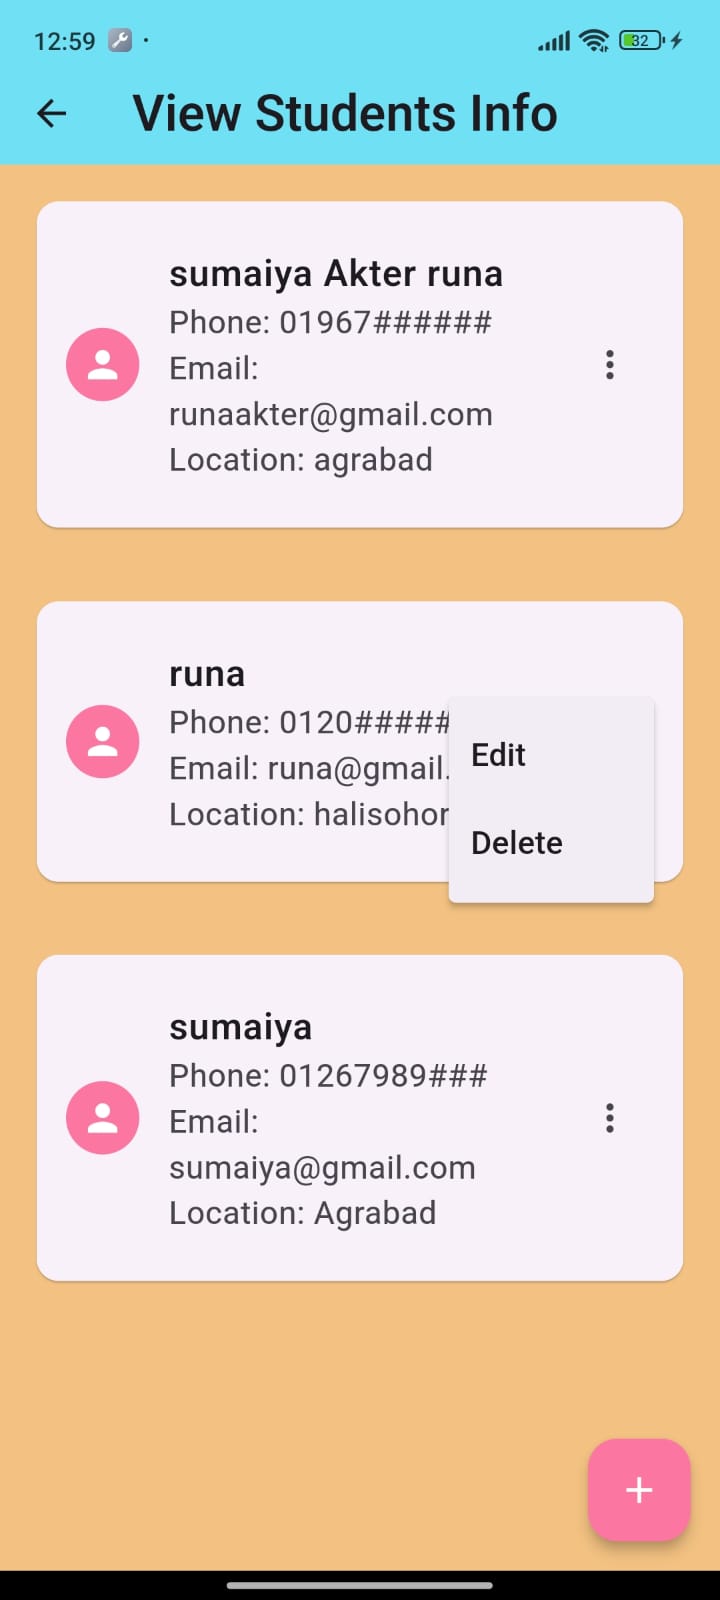 12:59
32
View Students Info
sumaiya Akter runa
Phone: 01967######
Email:
runaakter@gmail.com
Location: agrabad
runa
Phone: 0120#####
Email: runa@gmail.
Location: halisohor
Edit
Delete
sumaiya
Phone: 01267989###
Email:
sumaiya@gmail.com
Location: Agrabad